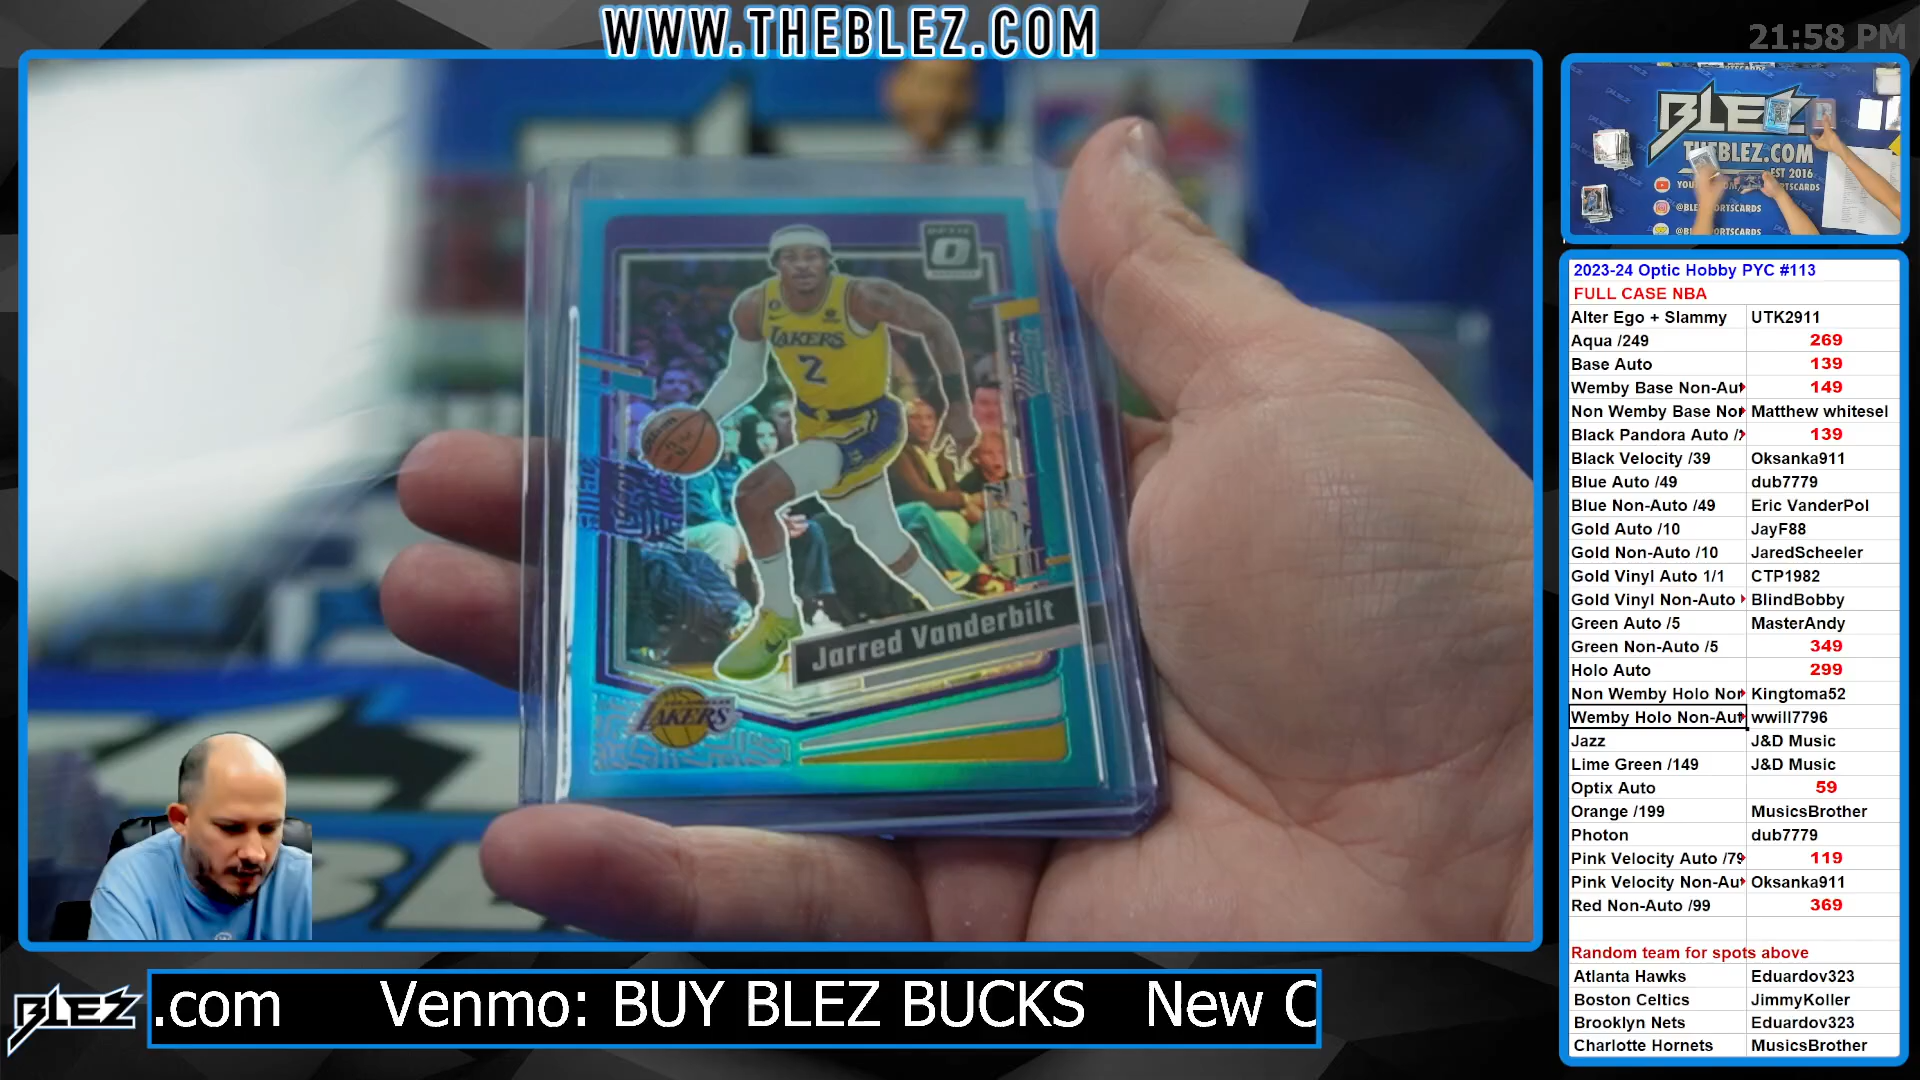 WWW.THEBLEZ.COM
21:58 PM
OPTIC
LAKERS
2
Jarred Vanderbilt
LAKERS
BLEZ
THEBLEZ.COM
EST 2016
2023-24 Optic Hobby PYC #113
FULL CASE NBA
Alter Ego + Slammy UTK2911
Aqua /249 269
Base Auto 139
Wemby Base Non-Aut 149
Non Wemby Base Nor Matthew whitesel
Black Pandora Auto / 139
Black Velocity /39 Oksanka911
Blue Auto /49 dub7779
Blue Non-Auto /49 Eric VanderPol
Gold Auto /10 JayF88
Gold Non-Auto /10 JaredScheeler
Gold Vinyl Auto 1/1 CTP1982
Gold Vinyl Non-Auto BlindBobby
Green Auto /5 MasterAndy
Green Non-Auto /5 349
Holo Auto 299
Non Wemby Holo Nor Kingtoma52
Wemby Holo Non-Aut wwill7796
Jazz J&D Music
Lime Green /149 J&D Music
Optix Auto 59
Orange /199 MusicsBrother
Photon dub7779
Pink Velocity Auto /79 119
Pink Velocity Non-Aut Oksanka911
Red Non-Auto /99 369
Random team for spots above
Atlanta Hawks Eduardov323
Boston Celtics JimmyKoller
Brooklyn Nets Eduardov323
Charlotte Hornets MusicsBrother
BLEZ
.com Venmo: BUY BLEZ BUCKS New C